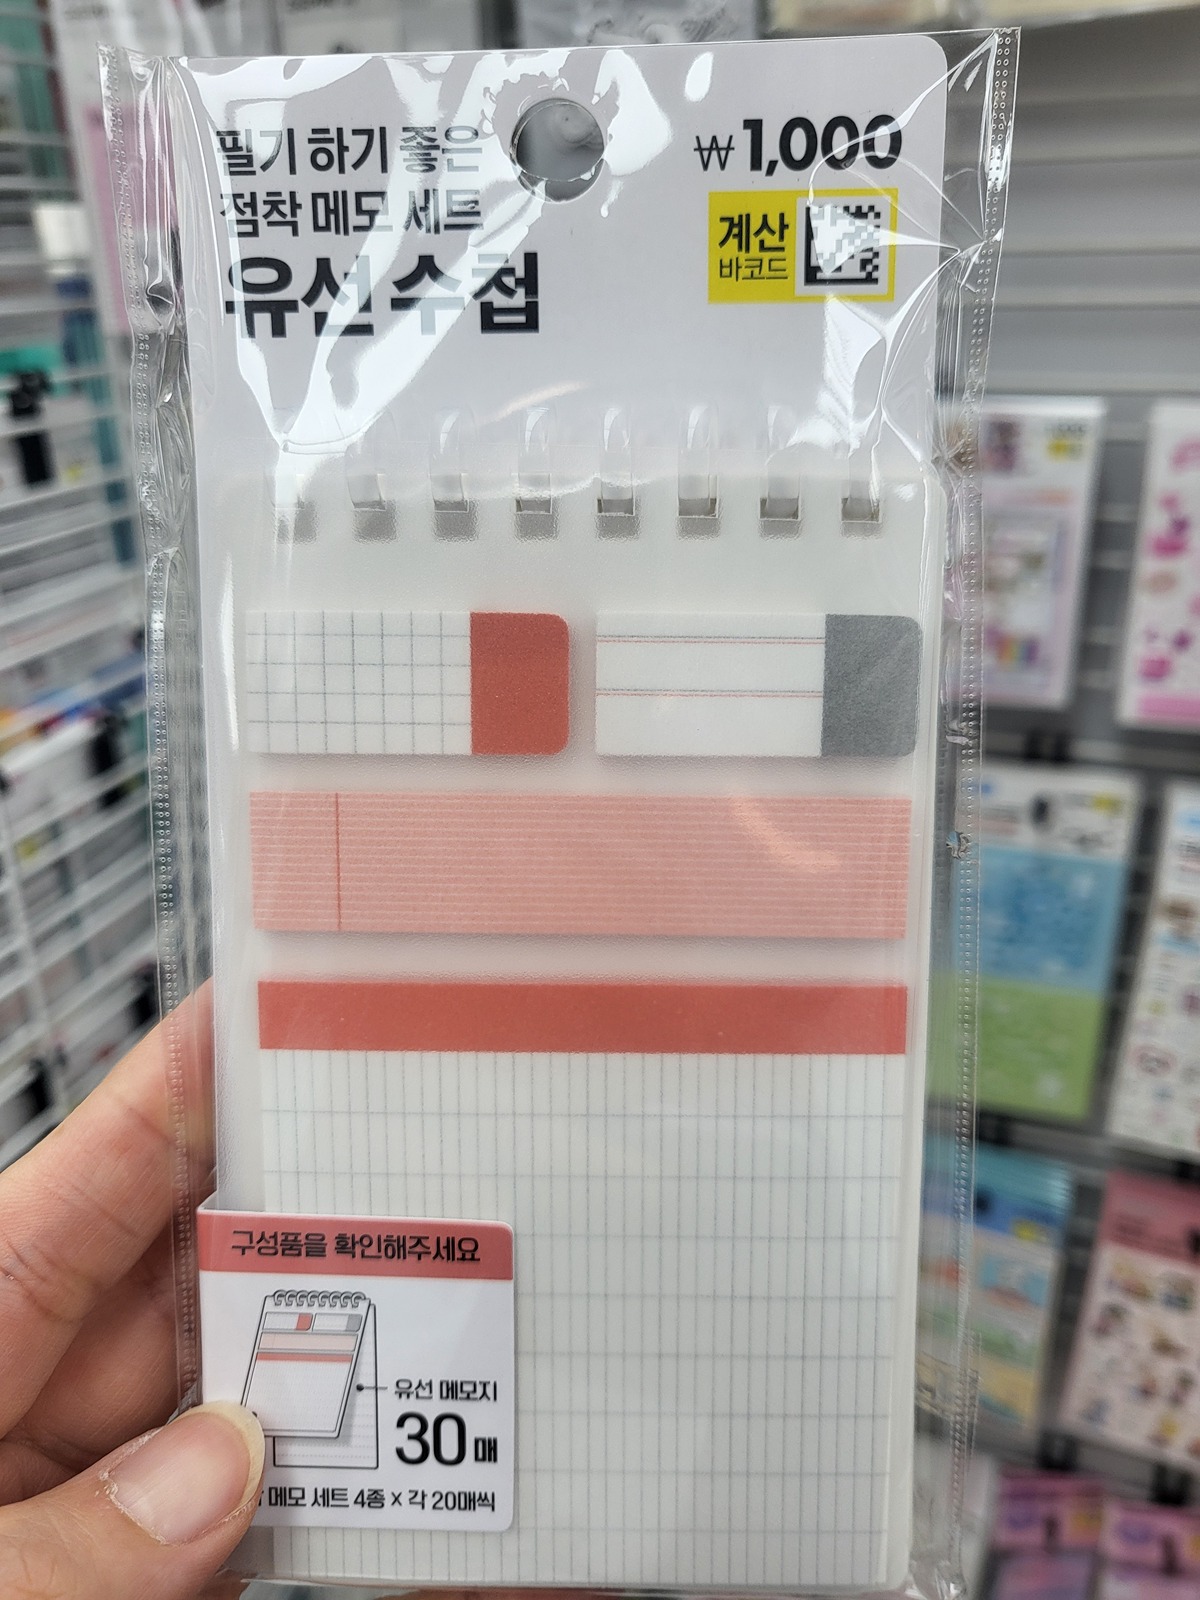 필기 하기 좋은
점착 메모 세트
유선 수첩
₩1,000
계산
바코드
구성품을 확인해주세요
유선 메모지
30매
메모 세트 4종 x 각 20매씩